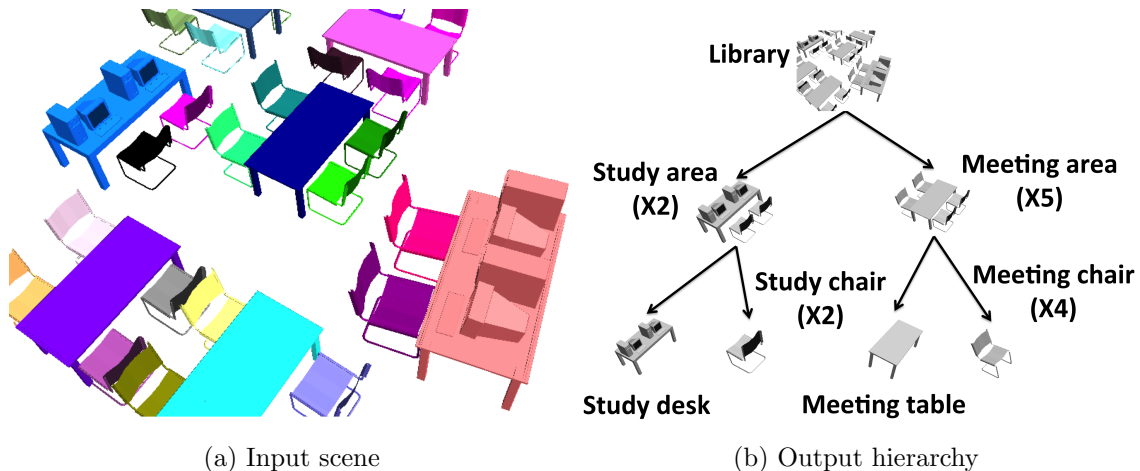 Library
Study area
(X2)
Meeting area
(X5)
Study chair
(X2)
Meeting chair
(X4)
Study desk
Meeting table
(a) Input scene
(b) Output hierarchy